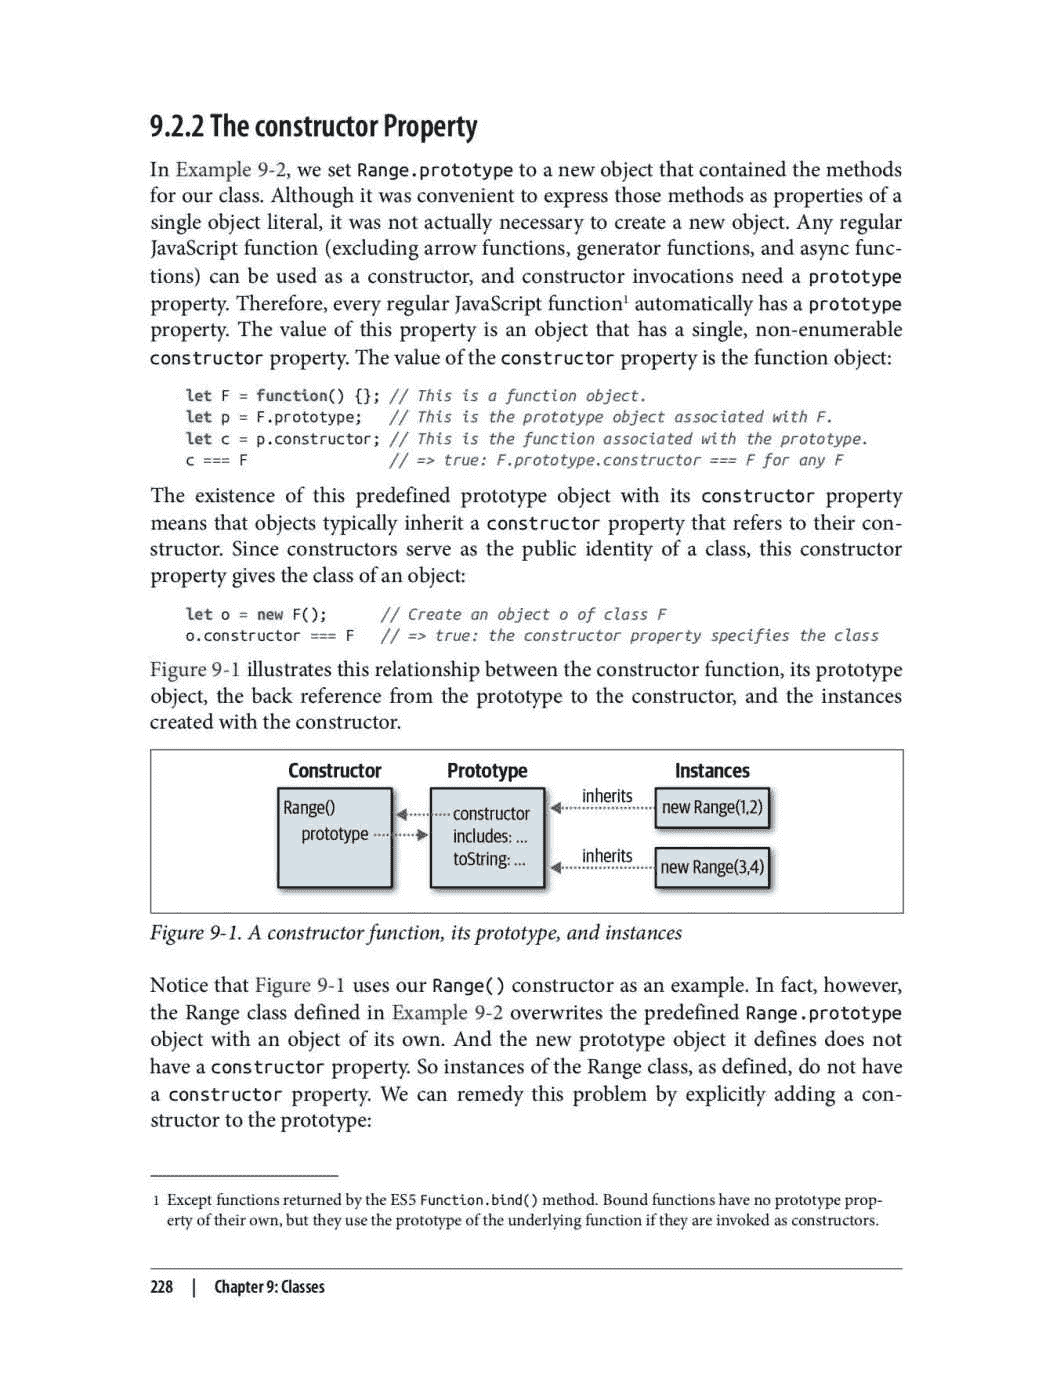 9.2.2 The constructor Property
In Example 9-2, we set Range.prototype to a new object that contained the methods
for our class. Although it was convenient to express those methods as properties of a
single object literal, it was not actually necessary to create a new object. Any regular
JavaScript function (excluding arrow functions, generator functions, and async func-
tions) can be used as a constructor, and constructor invocations need a prototype
property. Therefore, every regular JavaScript function1 automatically has a prototype
property. The value of this property is an object that has a single, non-enumerable
constructor property. The value of the constructor property is the function object:
let F = function() {}; // This is a function object.
let p = F.prototype; // This is the prototype object associated with F.
let c = p.constructor; // This is the function associated with the prototype.
c === F // => true: F.prototype.constructor === F for any F
The existence of this predefined prototype object with its constructor property
means that objects typically inherit a constructor property that refers to their con-
structor. Since constructors serve as the public identity of a class, this constructor
property gives the class of an object:
let o = new F(); // Create an object o of class F
o.constructor === F // => true: the constructor property specifies the class
Figure 9-1 illustrates this relationship between the constructor function, its prototype
object, the back reference from the prototype to the constructor, and the instances
created with the constructor.
Constructor Prototype Instances
Range()
prototype
constructor
includes: ...
toString: ...
inherits
new Range(1,2)
inherits
new Range(3,4)
Figure 9-1. A constructor function, its prototype, and instances
Notice that Figure 9-1 uses our Range() constructor as an example. In fact, however,
the Range class defined in Example 9-2 overwrites the predefined Range.prototype
object with an object of its own. And the new prototype object it defines does not
have a constructor property. So instances of the Range class, as defined, do not have
a constructor property. We can remedy this problem by explicitly adding a con-
structor to the prototype:
1 Except functions returned by the ES5 Function.bind() method. Bound functions have no prototype prop-
erty of their own, but they use the prototype of the underlying function if they are invoked as constructors.
228 | Chapter 9: Classes